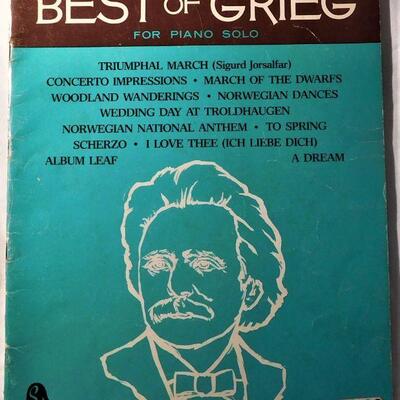 BEST OF GRIEG
FOR PIANO SOLO
TRIUMPHAL MARCH (Sigurd Jorsalfar)
CONCERTO IMPRESSIONS • MARCH OF THE DWARFS
WOODLAND WANDERINGS • NORWEGIAN DANCES
WEDDING DAY AT TROLDHAUGEN
NORWEGIAN NATIONAL ANTHEM • TO SPRING
SCHERZO • I LOVE THEE (ICH LIEBE DICH)
ALBUM LEAF A DREAM